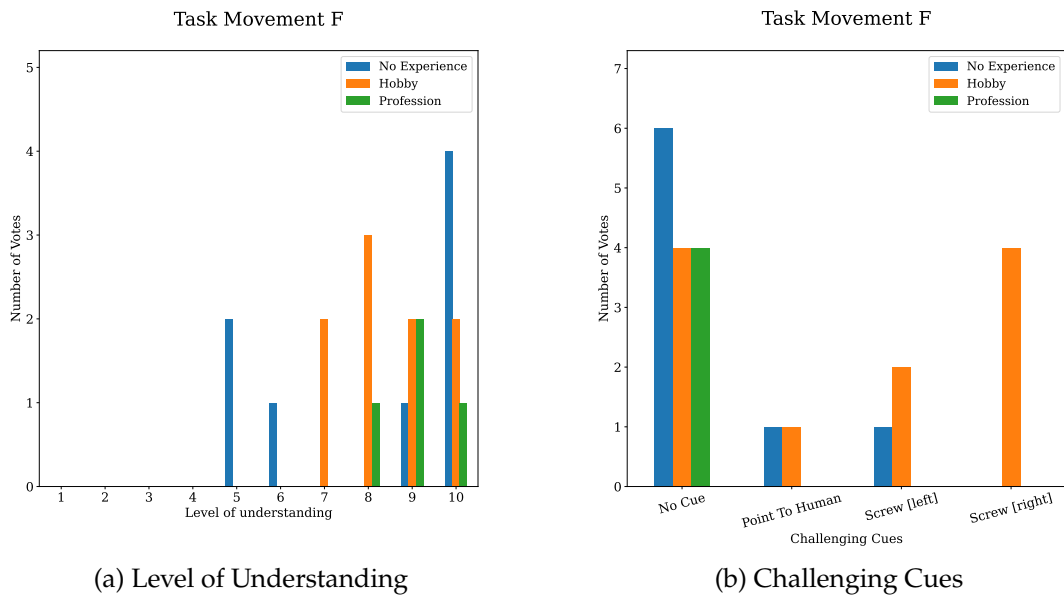 Task Movement F
5
4
3
2
1
0
Number of Votes
No Experience
Hobby
Profession
1 2 3 4 5 6 7 8 9 10
Level of understanding
(a) Level of Understanding
Task Movement F
7
6
5
4
3
2
1
0
Number of Votes
No Experience
Hobby
Profession
No Cue Point To Human Screw [left] Screw [right]
Challenging Cues
(b) Challenging Cues